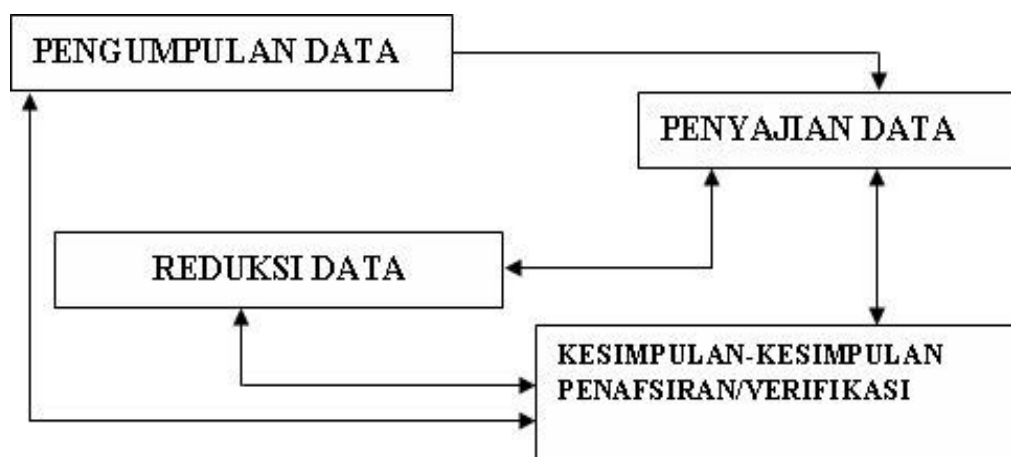 PENGUMPULAN DATA
PENYAJIAN DATA
REDUKSI DATA
KESIMPULAN-KESIMPULAN
PENAFSIRAN/VERIFIKASI